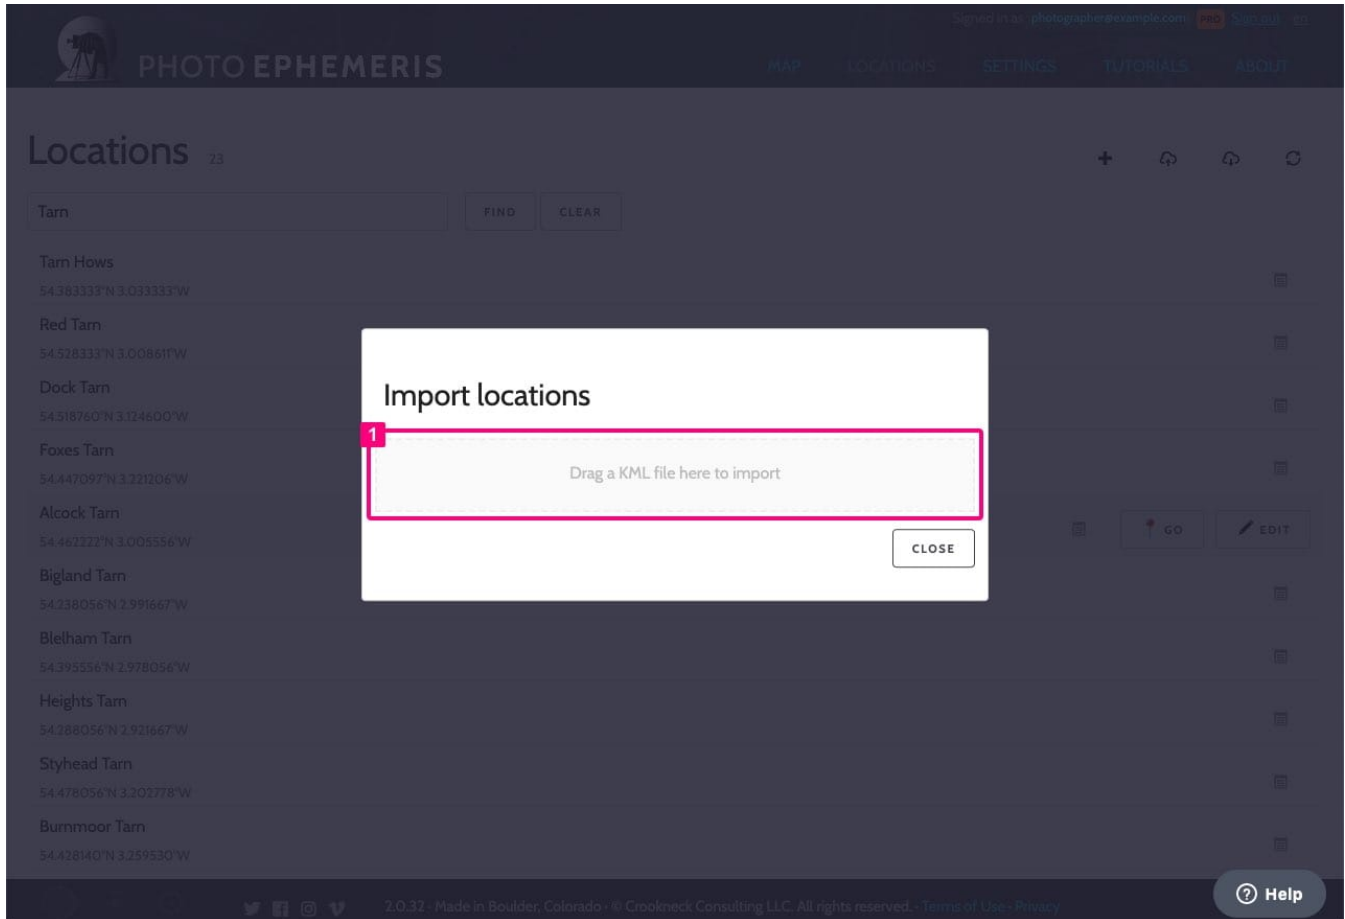 Signed in as photographer@example.com PRO Sign out en
PHOTO EPHEMERIS
MAP LOCATIONS SETTINGS TUTORIALS ABOUT
Locations 23
Tarn FIND CLEAR
Tarn Hows
54.383333°N 3.033333°W
Red Tarn
54.528333°N 3.008611°W
Dock Tarn
54.518760°N 3.124600°W
Import locations
1
Foxes Tarn
54.447097°N 3.221206°W
Drag a KML file here to import
Alcock Tarn
54.462222°N 3.005556°W
GO EDIT
CLOSE
Bigland Tarn
54.238056°N 2.991667°W
Blelham Tarn
54.395556°N 2.978056°W
Heights Tarn
54.288056°N 2.921667°W
Styhead Tarn
54.478056°N 3.202778°W
Burnmoor Tarn
54.428140°N 3.259530°W
Help
2.0.32 · Made in Boulder, Colorado · © Crookneck Consulting LLC. All rights reserved. · Terms of Use · Privacy